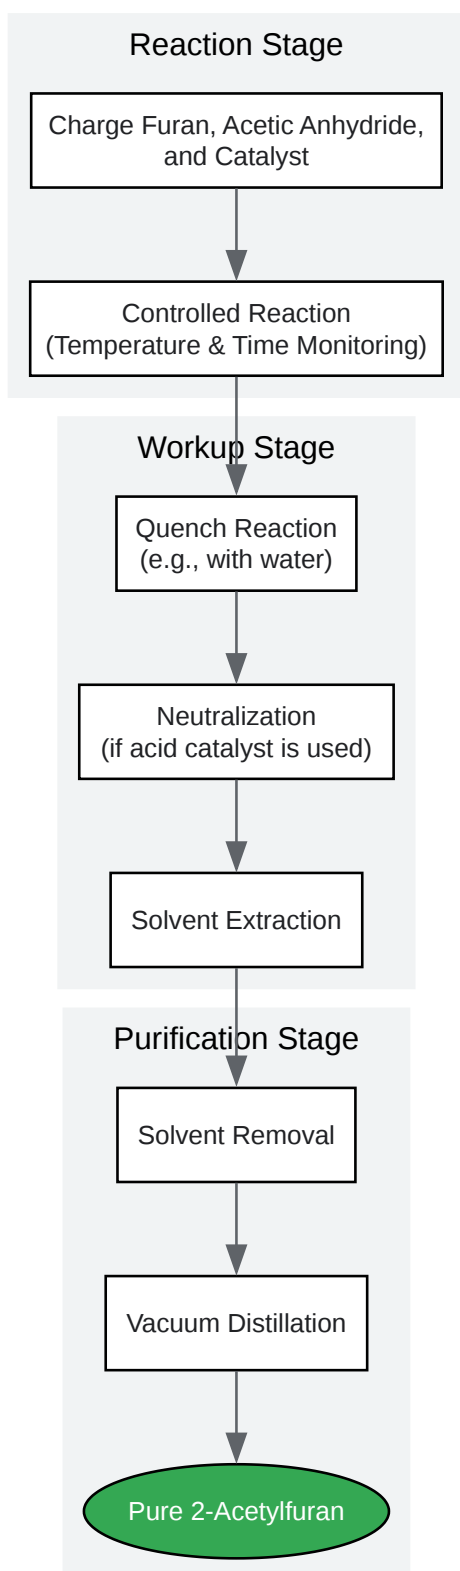 Reaction Stage
Charge Furan, Acetic Anhydride,
and Catalyst
Controlled Reaction
(Temperature & Time Monitoring)
Workup Stage
Quench Reaction
(e.g., with water)
Neutralization
(if acid catalyst is used)
Solvent Extraction
Purification Stage
Solvent Removal
Vacuum Distillation
Pure 2-Acetylfuran